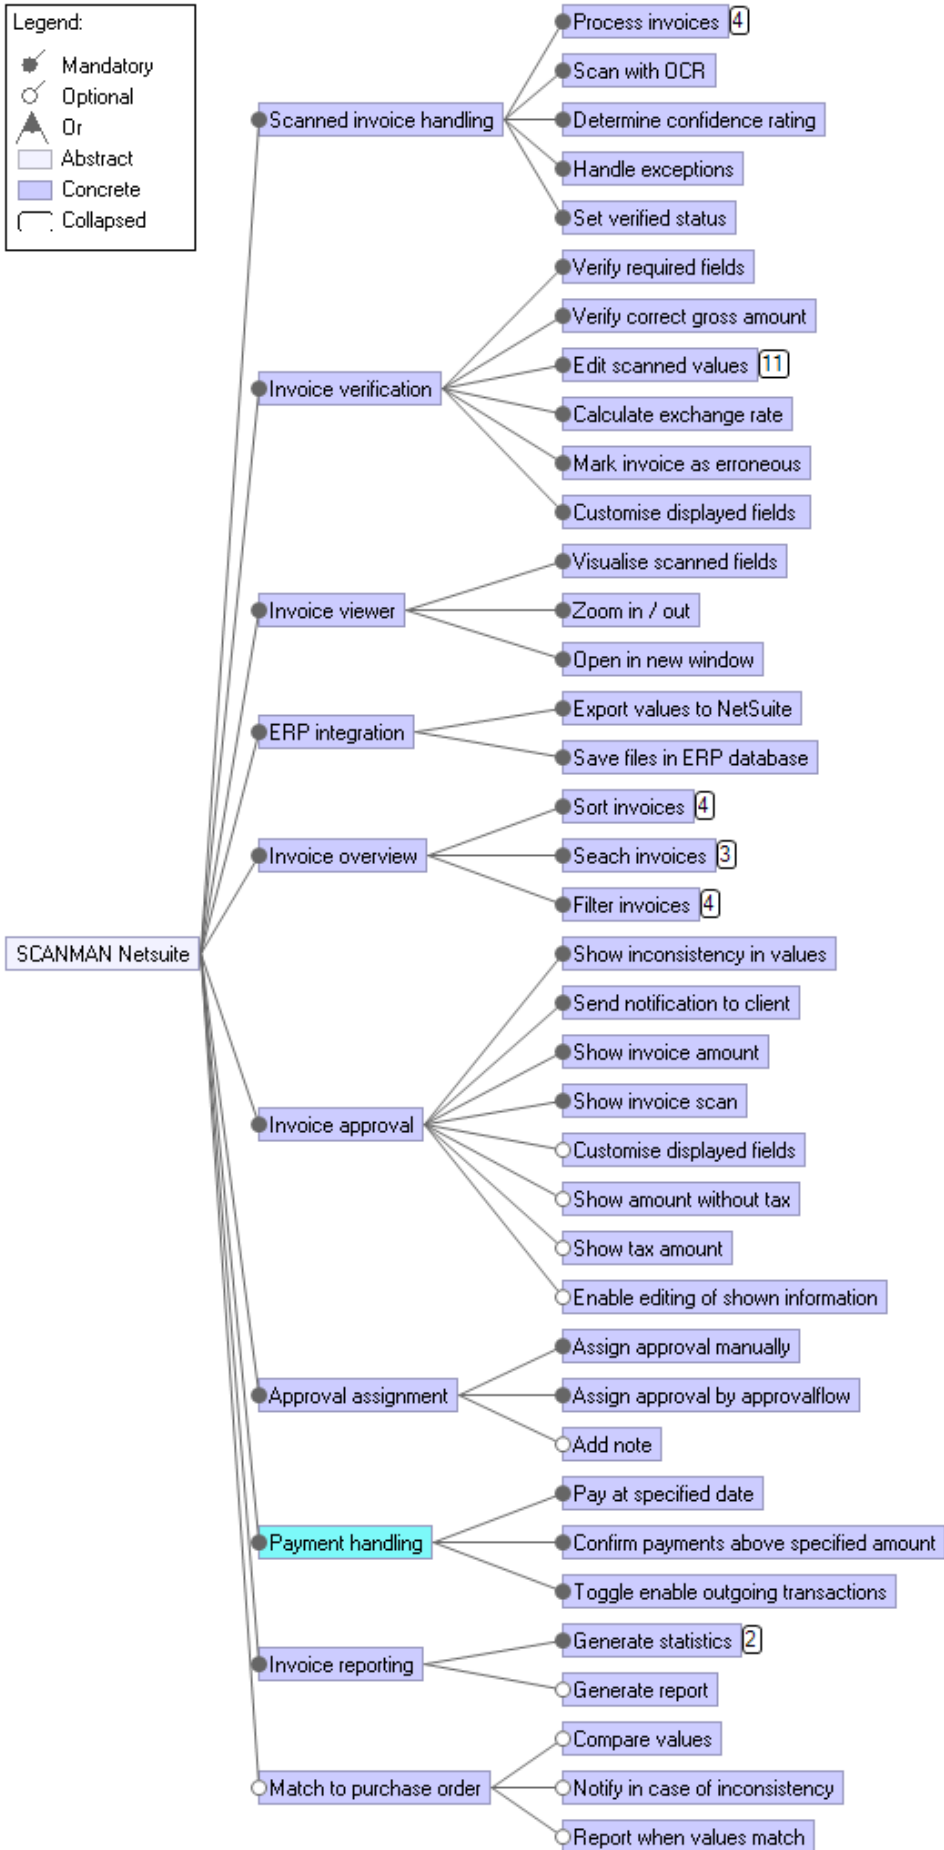 Legend:
Mandatory
Optional
Or
Abstract
Concrete
Collapsed
SCANMAN Netsuite
Scanned invoice handling
Process invoices 4
Scan with OCR
Determine confidence rating
Handle exceptions
Set verified status
Invoice verification
Verify required fields
Verify correct gross amount
Edit scanned values 11
Calculate exchange rate
Mark invoice as erroneous
Customise displayed fields
Invoice viewer
Visualise scanned fields
Zoom in / out
Open in new window
ERP integration
Export values to NetSuite
Save files in ERP database
Invoice overview
Sort invoices 4
Seach invoices 3
Filter invoices 4
Invoice approval
Show inconsistency in values
Send notification to client
Show invoice amount
Show invoice scan
Customise displayed fields
Show amount without tax
Show tax amount
Enable editing of shown information
Approval assignment
Assign approval manually
Assign approval by approvalflow
Add note
Payment handling
Pay at specified date
Confirm payments above specified amount
Toggle enable outgoing transactions
Invoice reporting
Generate statistics 2
Generate report
Match to purchase order
Compare values
Notify in case of inconsistency
Report when values match